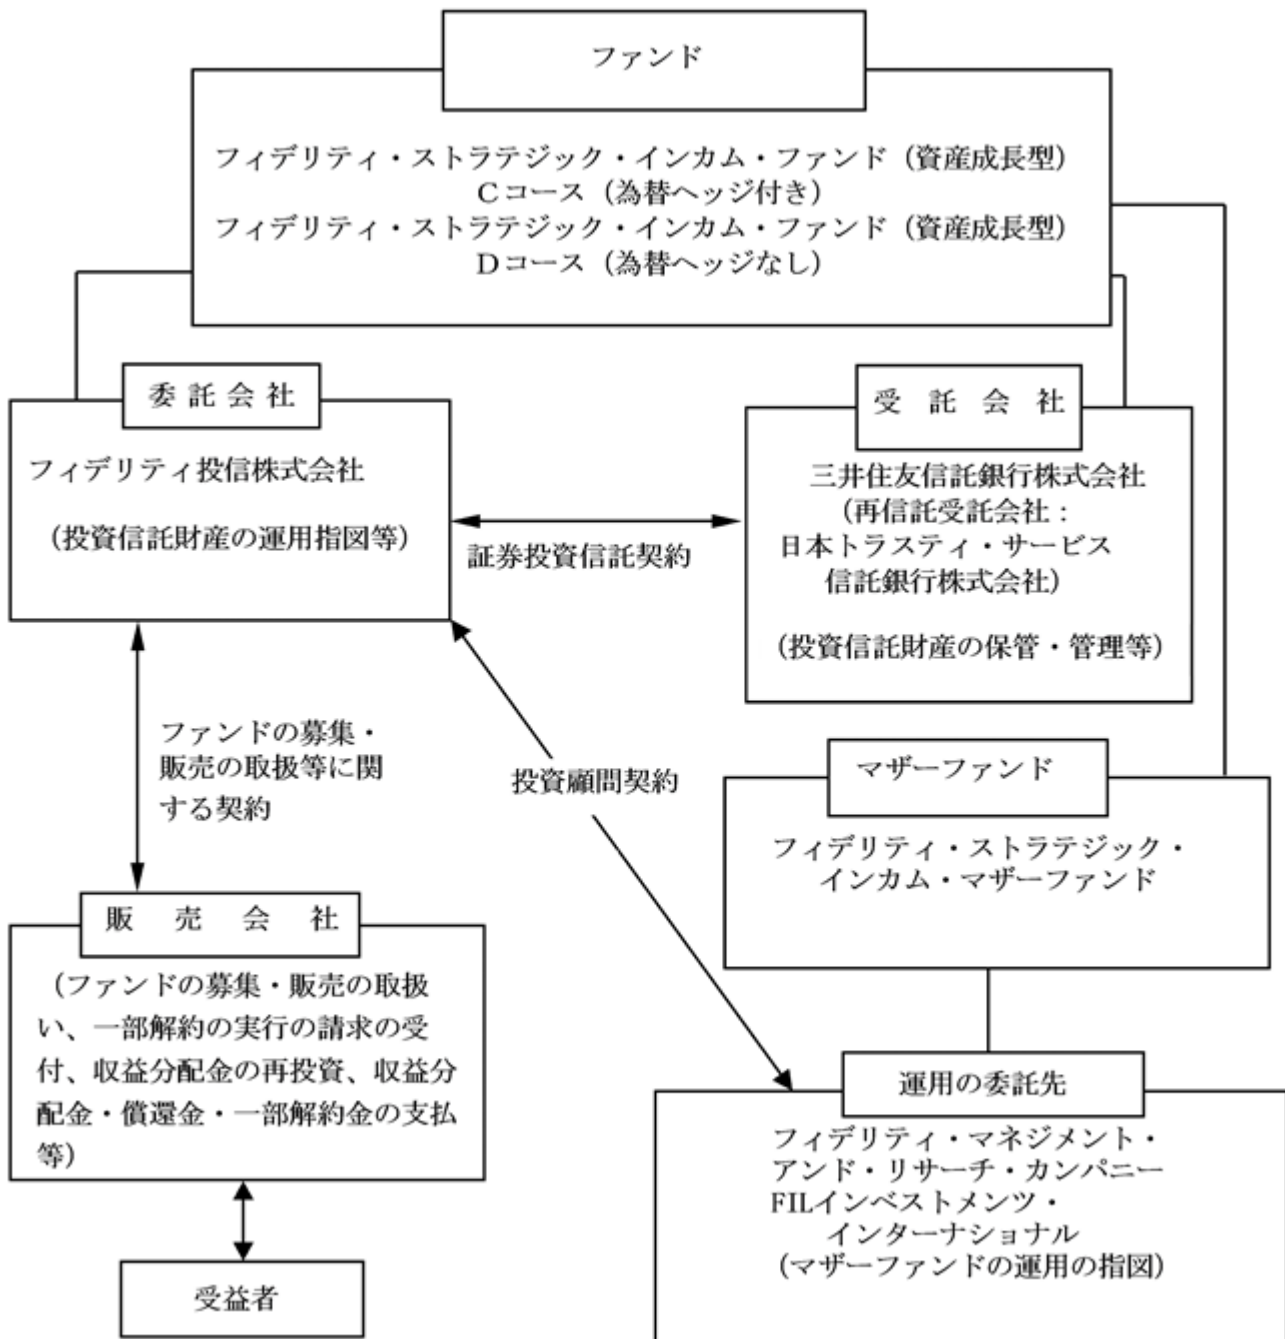 ファンド
フィデリティ・ストラテジック・インカム・ファンド（資産成長型）
Ｃコース（為替ヘッジ付き）
フィデリティ・ストラテジック・インカム・ファンド（資産成長型）
Ｄコース（為替ヘッジなし）
委 託 会 社
フィデリティ投信株式会社
（投資信託財産の運用指図等）
証券投資信託契約
受 託 会 社
三井住友信託銀行株式会社
（再信託受託会社：
日本トラスティ・サービス
信託銀行株式会社）
（投資信託財産の保管・管理等）
ファンドの募集・
販売の取扱等に関
する契約
投資顧問契約
マザーファンド
フィデリティ・ストラテジック・
インカム・マザーファンド
販 売 会 社
（ファンドの募集・販売の取扱
い、一部解約の実行の請求の受
付、収益分配金の再投資、収益分
配金・償還金・一部解約金の支払
等）
運用の委託先
フィデリティ・マネジメント・
アンド・リサーチ・カンパニー
FILインベストメンツ・
インターナショナル
（マザーファンドの運用の指図）
受益者